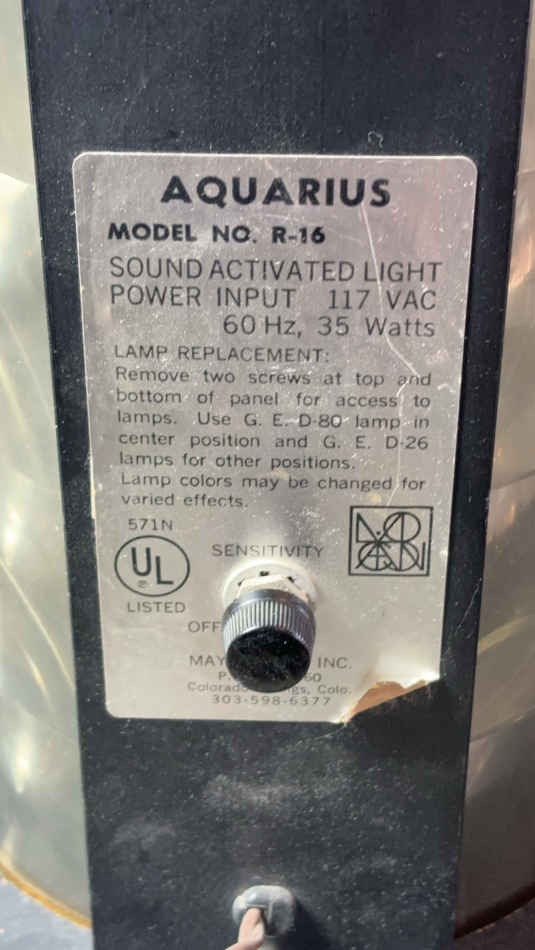 AQUARIUS
MODEL NO. R-16
SOUND ACTIVATED LIGHT
POWER INPUT 117 VAC
60 Hz, 35 Watts
LAMP REPLACEMENT:
Remove two screws at top and
bottom of panel for access to
lamps. Use G. E. D-80 lamp in
center position and G. E. D-26
lamps for other positions.
Lamp colors may be changed for
varied effects.
571N
UL
®
LISTED
SENSITIVITY
OFF
INC.
Colo.
303-598-6377